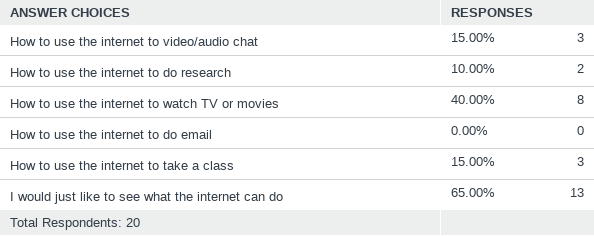 ANSWER CHOICES RESPONSES
How to use the internet to video/audio chat 15.00% 3
How to use the internet to do research 10.00% 2
How to use the internet to watch TV or movies 40.00% 8
How to use the internet to do email 0.00% 0
How to use the internet to take a class 15.00% 3
I would just like to see what the internet can do 65.00% 13
Total Respondents: 20